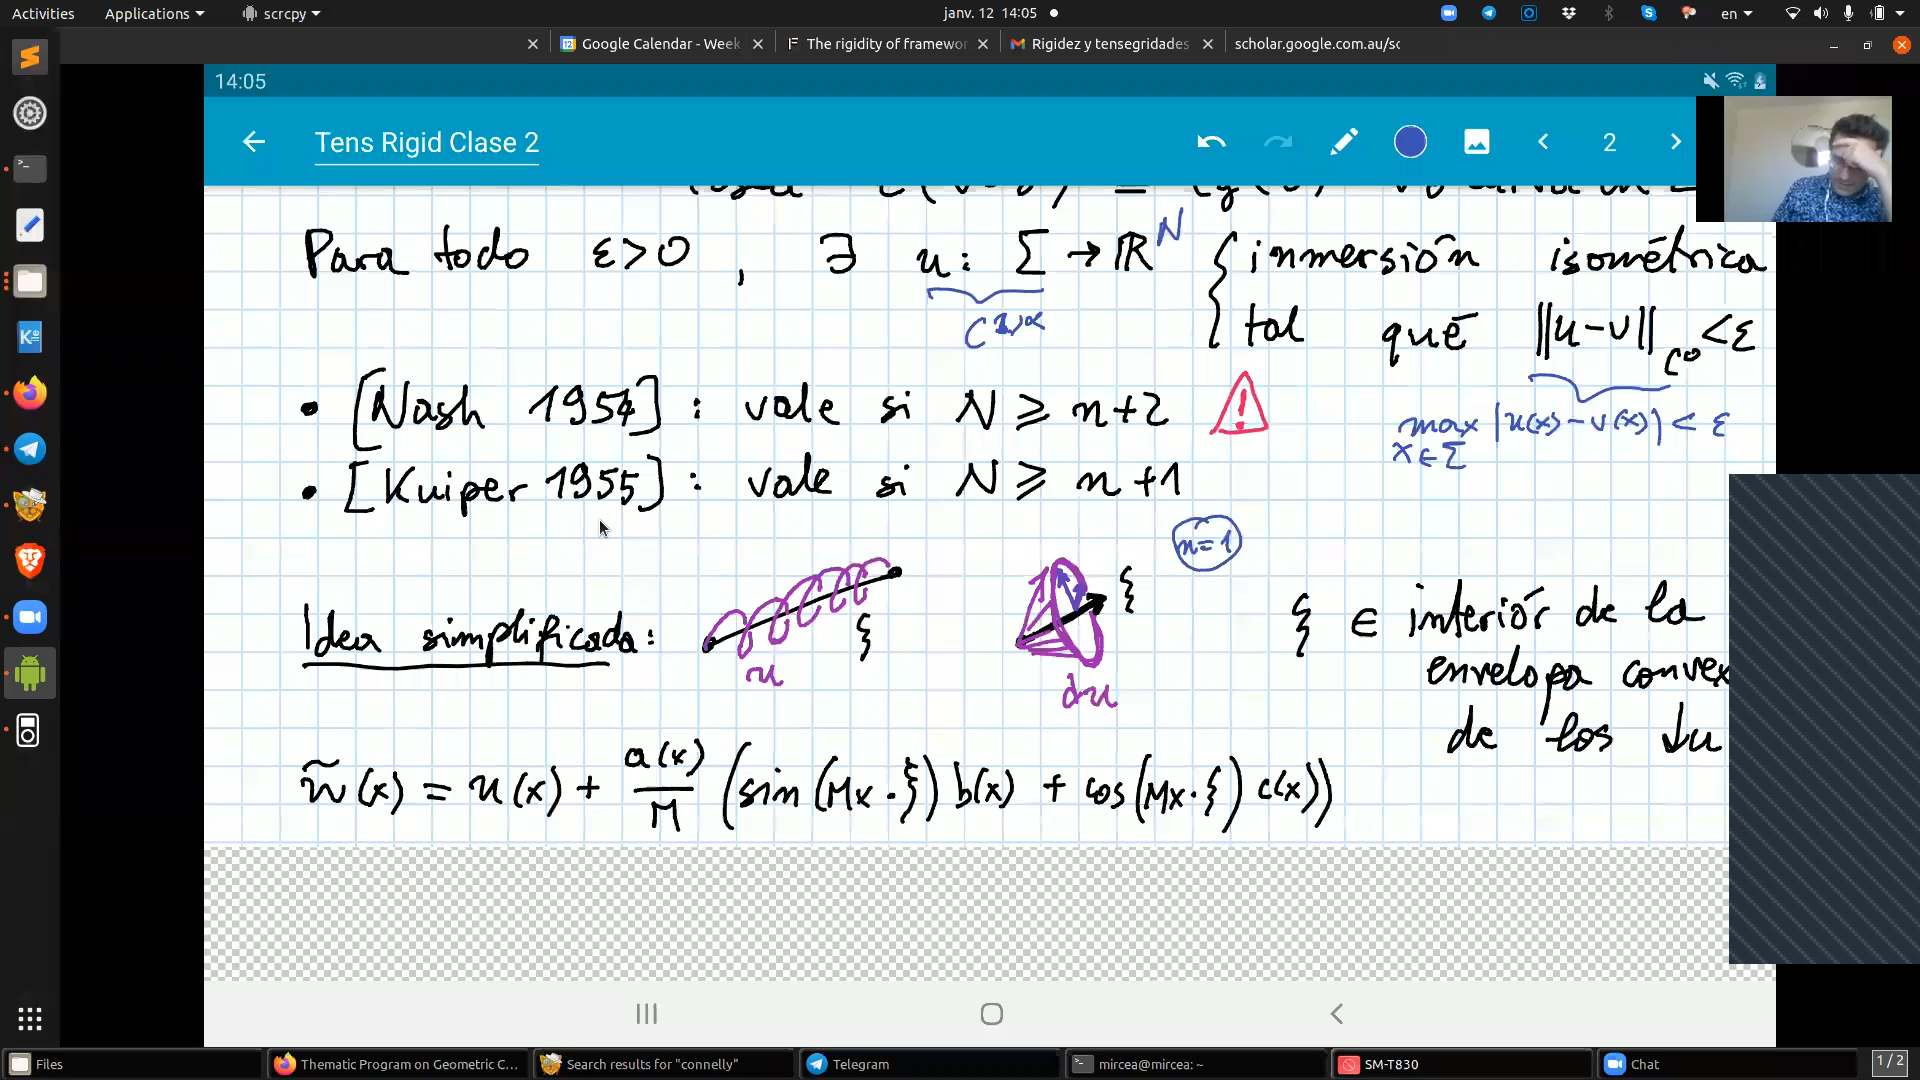 Activities Applications scrcpy janv. 12 14:05 en
Google Calendar - Week The rigidity of framewor Rigidez y tensegridades scholar.google.com.au/sc
14:05
Tens Rigid Clase 2 2
Para todo ε>0 , ∃ u: Σ → ℝ^N { inmersión isométrica
C^{1,α} tal qué ||u-v||_{C^0} < ε
• [Nash 1954] : vale si N ≥ n+2 !
max |u(x) - v(x)| < ε
x∈Σ
• [Kuiper 1955] : vale si N ≥ n+1
n=1
Idea simplificada: ξ ξ ξ ∈ interior de la
u du envelopa convex
de los du
w̃(x) = u(x) + a(x)/M (sin(Mx·ξ) b(x) + cos(Mx·ξ) c(x))
Files Thematic Program on Geometric C... Search results for "connelly" Telegram mircea@mircea: ~ SM-T830 Chat 1 / 2